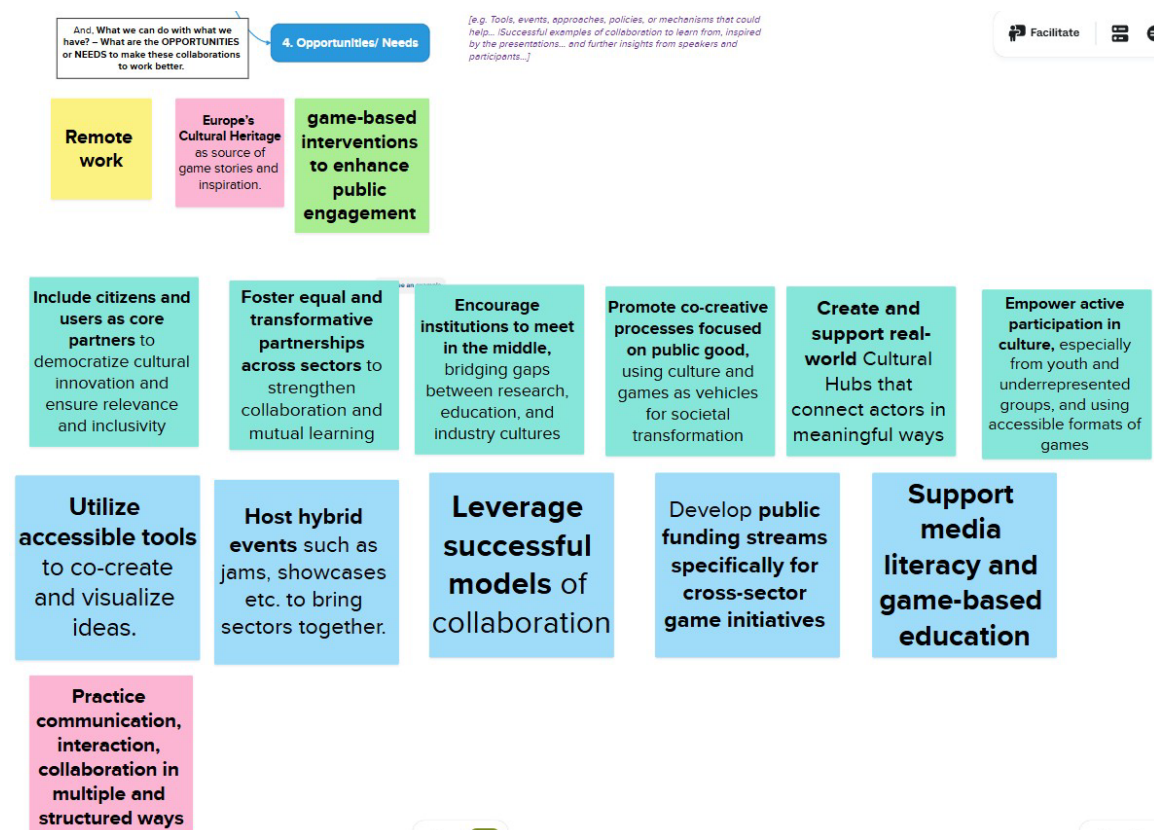 And, What we can do with what we
have? – What are the OPPORTUNITIES
or NEEDS to make these collaborations
to work better.
4. Opportunities/ Needs
[e.g. Tools, events, approaches, policies, or mechanisms that could
help... /Successful examples of collaboration to learn from, inspired
by the presentations... and further insights from speakers and
participants...]
Facilitate
Remote
work
Europe's
Cultural Heritage
as source of
game stories and
inspiration.
game-based
interventions
to enhance
public
engagement
Include citizens and
users as core
partners to
democratize cultural
innovation and
ensure relevance
and inclusivity
Foster equal and
transformative
partnerships
across sectors to
strengthen
collaboration and
mutual learning
Encourage
institutions to meet
in the middle,
bridging gaps
between research,
education, and
industry cultures
Promote co-creative
processes focused
on public good,
using culture and
games as vehicles
for societal
transformation
Create and
support real-
world Cultural
Hubs that
connect actors in
meaningful ways
Empower active
participation in
culture, especially
from youth and
underrepresented
groups, and using
accessible formats of
games
Utilize
accessible tools
to co-create
and visualize
ideas.
Host hybrid
events such as
jams, showcases
etc. to bring
sectors together.
Leverage
successful
models of
collaboration
Develop public
funding streams
specifically for
cross-sector
game initiatives
Support
media
literacy and
game-based
education
Practice
communication,
interaction,
collaboration in
multiple and
structured ways